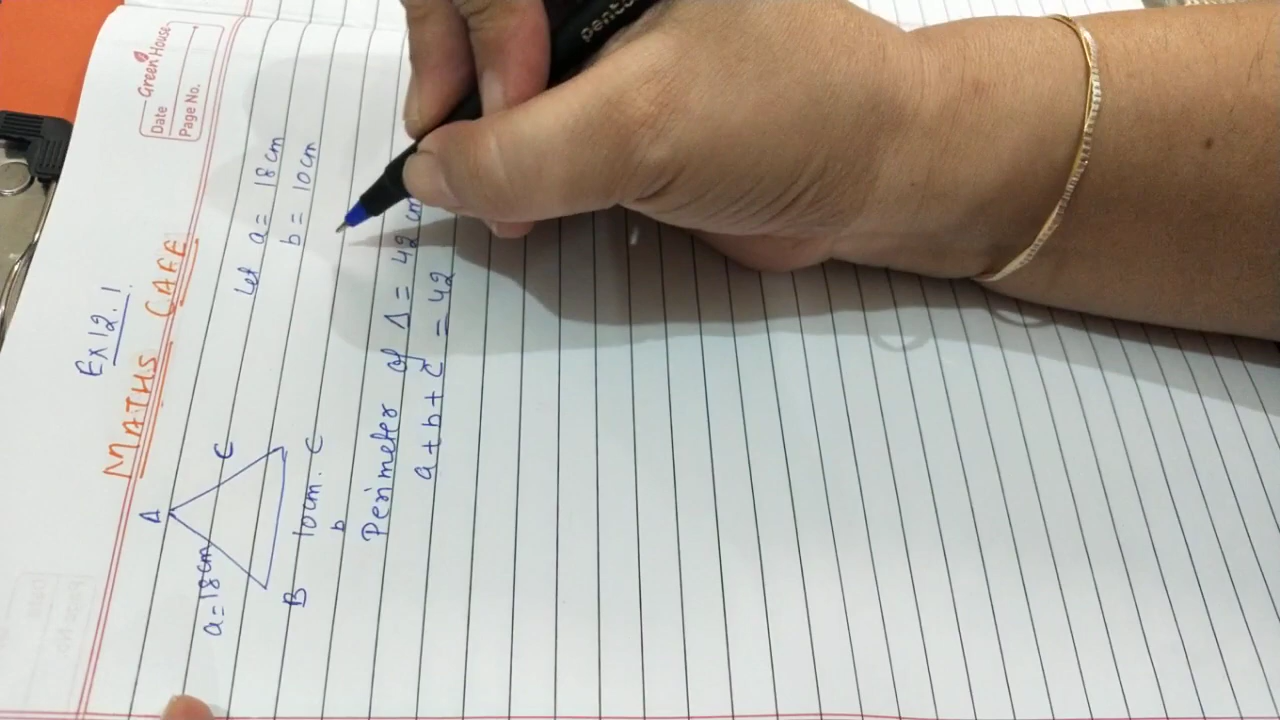 Green House
Date
Page No.
Ex 12.1
MATHS CAFE
A
a=18cm
C
Let a = 18cm
b = 10cm
B 10cm. C
b
Perimeter of Δ = 42 cm
a + b + c = 42